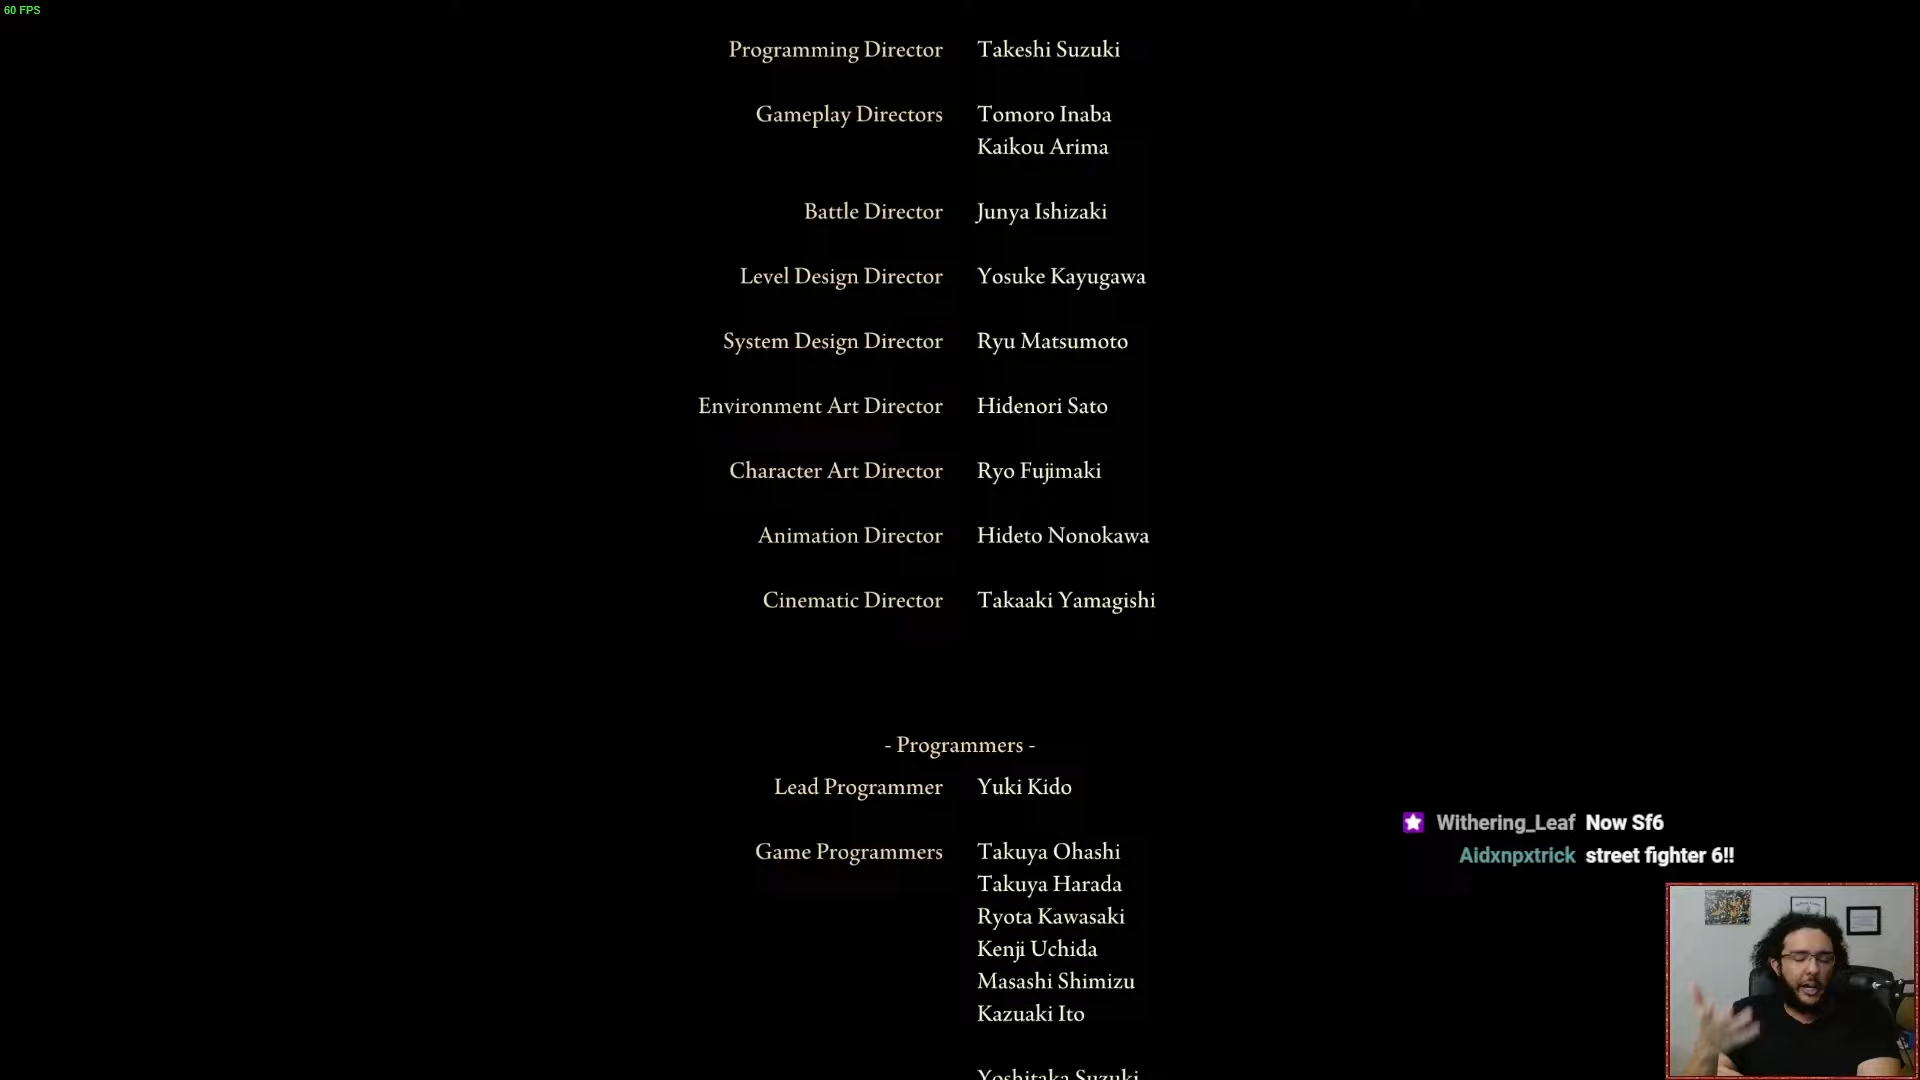 60 FPS
Programming Director Takeshi Suzuki
Gameplay Directors Tomoro Inaba
Kaikou Arima
Battle Director Junya Ishizaki
Level Design Director Yosuke Kayugawa
System Design Director Ryu Matsumoto
Environment Art Director Hidenori Sato
Character Art Director Ryo Fujimaki
Animation Director Hideto Nonokawa
Cinematic Director Takaaki Yamagishi
- Programmers -
Lead Programmer Yuki Kido
Game Programmers Takuya Ohashi
Takuya Harada
Ryota Kawasaki
Kenji Uchida
Masashi Shimizu
Kazuaki Ito
Yoshitaka Suzuki
Withering_Leaf Now Sf6
Aidxnpxtrick street fighter 6!!